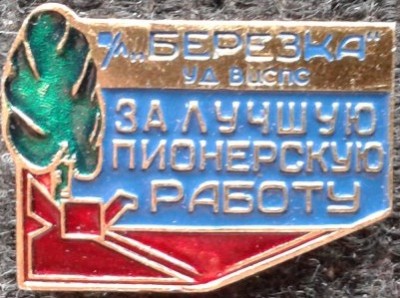 п/л „БЕРЕЗКА"
УД ВЦСПС
ЗА ЛУЧШУЮ
ПИОНЕРСКУЮ
РАБОТУ